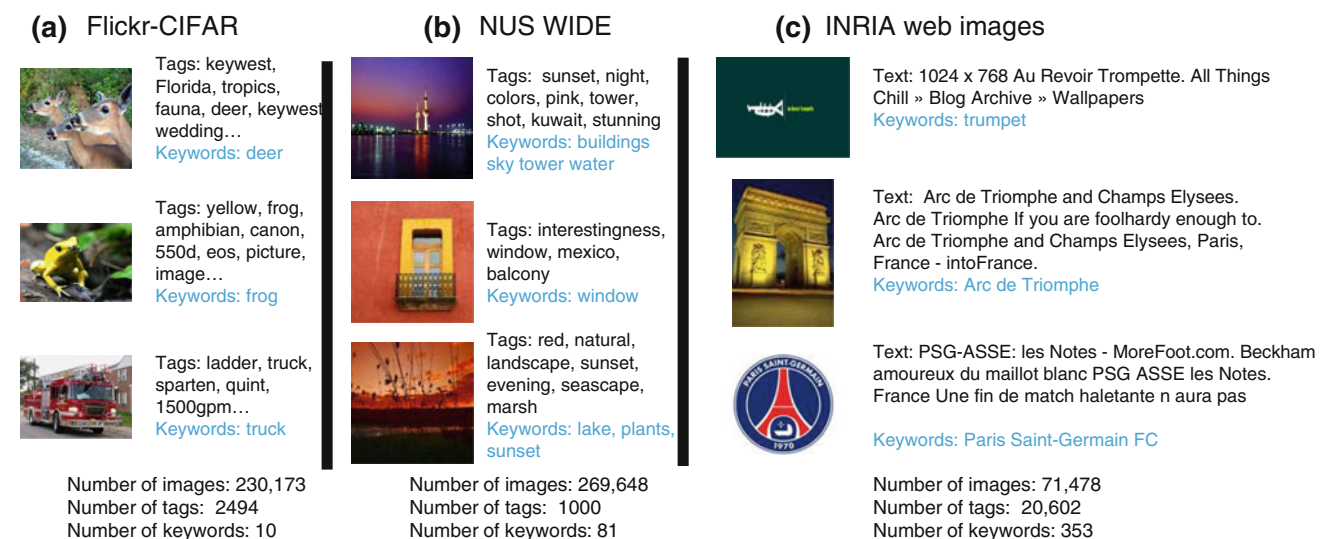 (a) Flickr-CIFAR
Tags: keywest,
Florida, tropics,
fauna, deer, keywest
wedding…
Keywords: deer
Tags: yellow, frog,
amphibian, canon,
550d, eos, picture,
image…
Keywords: frog
Tags: ladder, truck,
sparten, quint,
1500gpm…
Keywords: truck
Number of images: 230,173
Number of tags: 2494
Number of keywords: 10
(b) NUS WIDE
Tags: sunset, night,
colors, pink, tower,
shot, kuwait, stunning
Keywords: buildings
sky tower water
Tags: interestingness,
window, mexico,
balcony
Keywords: window
Tags: red, natural,
landscape, sunset,
evening, seascape,
marsh
Keywords: lake, plants,
sunset
Number of images: 269,648
Number of tags: 1000
Number of keywords: 81
(c) INRIA web images
Text: 1024 x 768 Au Revoir Trompette. All Things
Chill » Blog Archive » Wallpapers
Keywords: trumpet
Text: Arc de Triomphe and Champs Elysees.
Arc de Triomphe If you are foolhardy enough to.
Arc de Triomphe and Champs Elysees, Paris,
France - intoFrance.
Keywords: Arc de Triomphe
PARIS SAINT-GERMAIN
1970
Text: PSG-ASSE: les Notes - MoreFoot.com. Beckham
amoureux du maillot blanc PSG ASSE les Notes.
France Une fin de match haletante n aura pas
Keywords: Paris Saint-Germain FC
Number of images: 71,478
Number of tags: 20,602
Number of keywords: 353